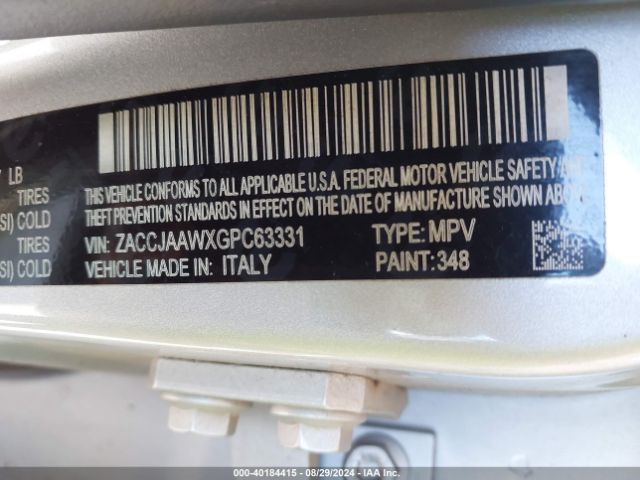 LB
THIS VEHICLE CONFORMS TO ALL APPLICABLE U.S.A. FEDERAL MOTOR VEHICLE SAFETY AND
TIRES
THEFT PREVENTION STANDARDS IN EFFECT ON THE DATE OF MANUFACTURE SHOWN ABOVE
SI) COLD
TIRES
VIN: ZACCJAAWXGPC63331 TYPE: MPV
SI) COLD
VEHICLE MADE IN: ITALY PAINT: 348
000-40184415 - 08/29/2024 - IAA Inc.